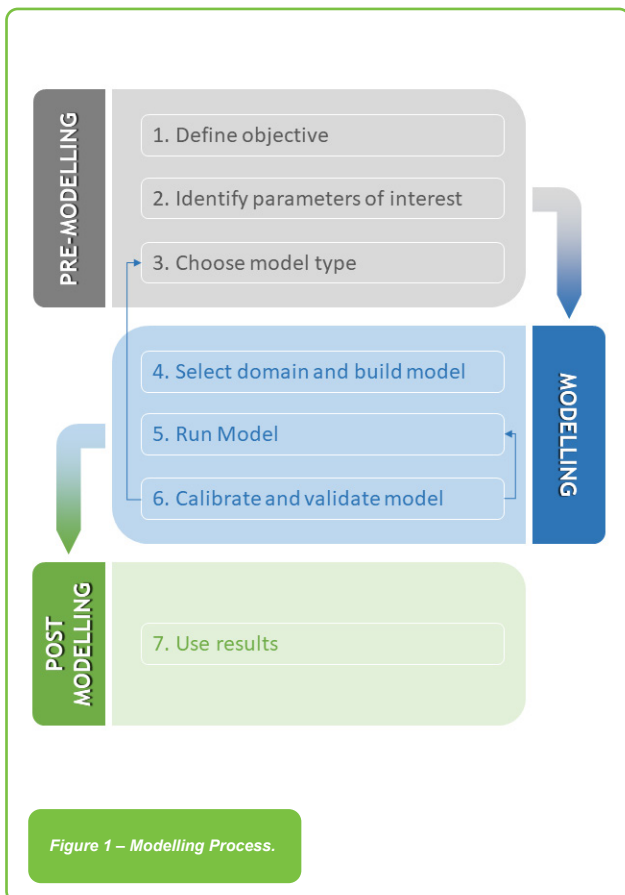 PRE-MODELLING
1. Define objective
2. Identify parameters of interest
3. Choose model type
MODELLING
4. Select domain and build model
5. Run Model
6. Calibrate and validate model
POST
MODELLING
7. Use results
Figure 1 – Modelling Process.